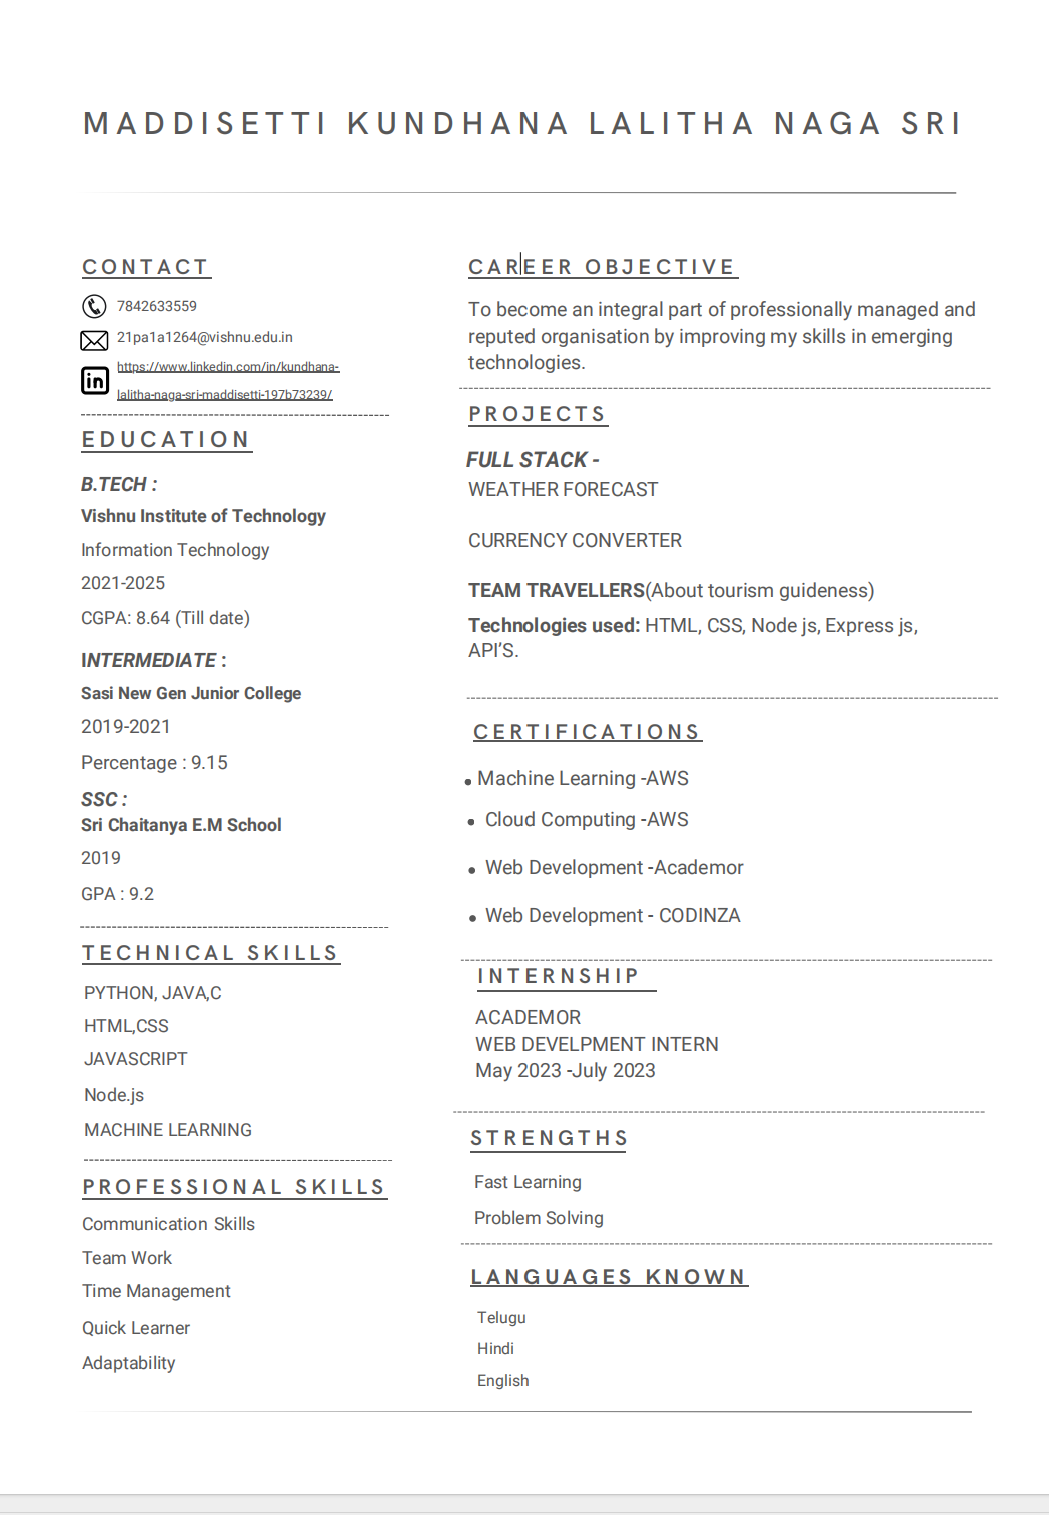 MADDISETTI KUNDHANA LALITHA NAGA SRI
CONTACT
7842633559
21pa1a1264@vishnu.edu.in
https://www.linkedin.com/in/kundhana-
lalitha-naga-sri-maddisetti-197b73239/
EDUCATION
B.TECH :
Vishnu Institute of Technology
Information Technology
2021-2025
CGPA: 8.64 (Till date)
INTERMEDIATE :
Sasi New Gen Junior College
2019-2021
Percentage : 9.15
SSC :
Sri Chaitanya E.M School
2019
GPA : 9.2
TECHNICAL SKILLS
PYTHON, JAVA,C
HTML,CSS
JAVASCRIPT
Node.js
MACHINE LEARNING
PROFESSIONAL SKILLS
Communication Skills
Team Work
Time Management
Quick Learner
Adaptability
CAREER OBJECTIVE
To become an integral part of professionally managed and
reputed organisation by improving my skills in emerging
technologies.
PROJECTS
FULL STACK -
WEATHER FORECAST
CURRENCY CONVERTER
TEAM TRAVELLERS(About tourism guideness)
Technologies used: HTML, CSS, Node js, Express js,
API’S.
CERTIFICATIONS
• Machine Learning -AWS
• Cloud Computing -AWS
• Web Development -Academor
• Web Development - CODINZA
INTERNSHIP
ACADEMOR
WEB DEVELPMENT INTERN
May 2023 -July 2023
STRENGTHS
Fast Learning
Problem Solving
LANGUAGES KNOWN
Telugu
Hindi
English